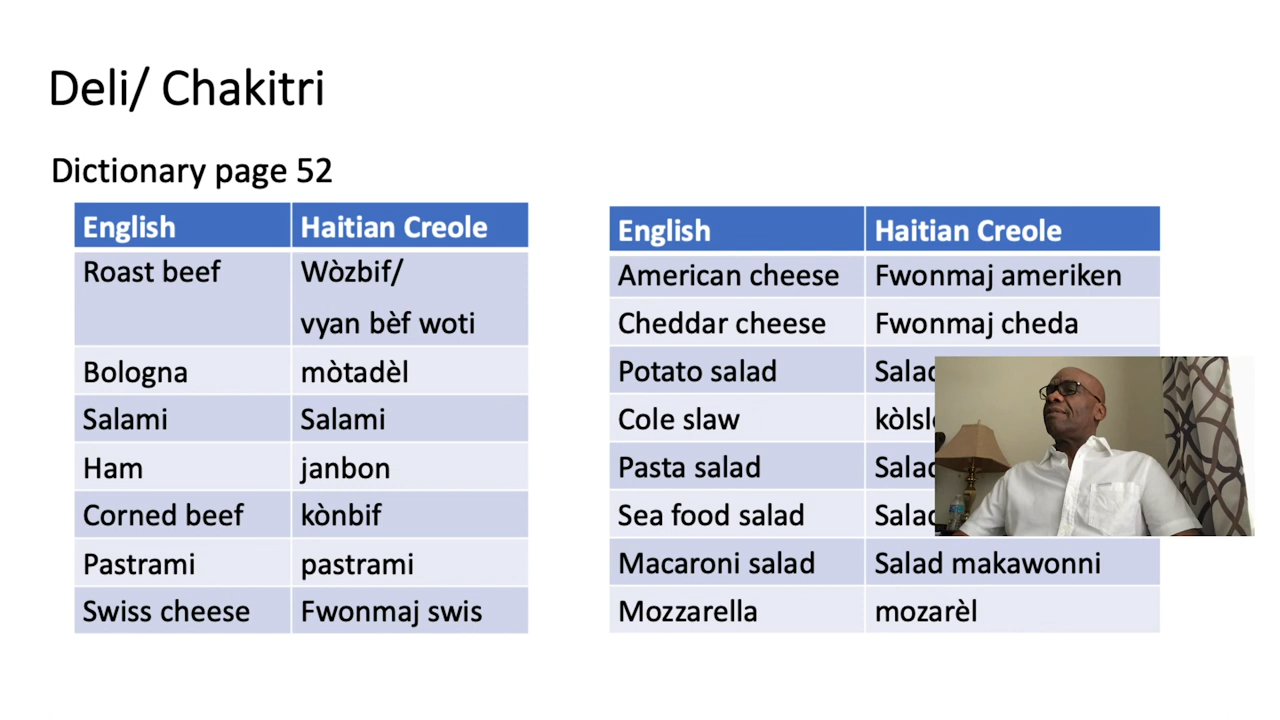 Deli/ Chakitri
Dictionary page 52
English Haitian Creole
Roast beef Wòzbif/
vyan bèf woti
Bologna mòtadèl
Salami Salami
Ham janbon
Corned beef kònbif
Pastrami pastrami
Swiss cheese Fwonmaj swis
English Haitian Creole
American cheese Fwonmaj ameriken
Cheddar cheese Fwonmaj cheda
Potato salad
Cole slaw
Pasta salad
Sea food salad
Macaroni salad Salad makawonni
Mozzarella mozarèl